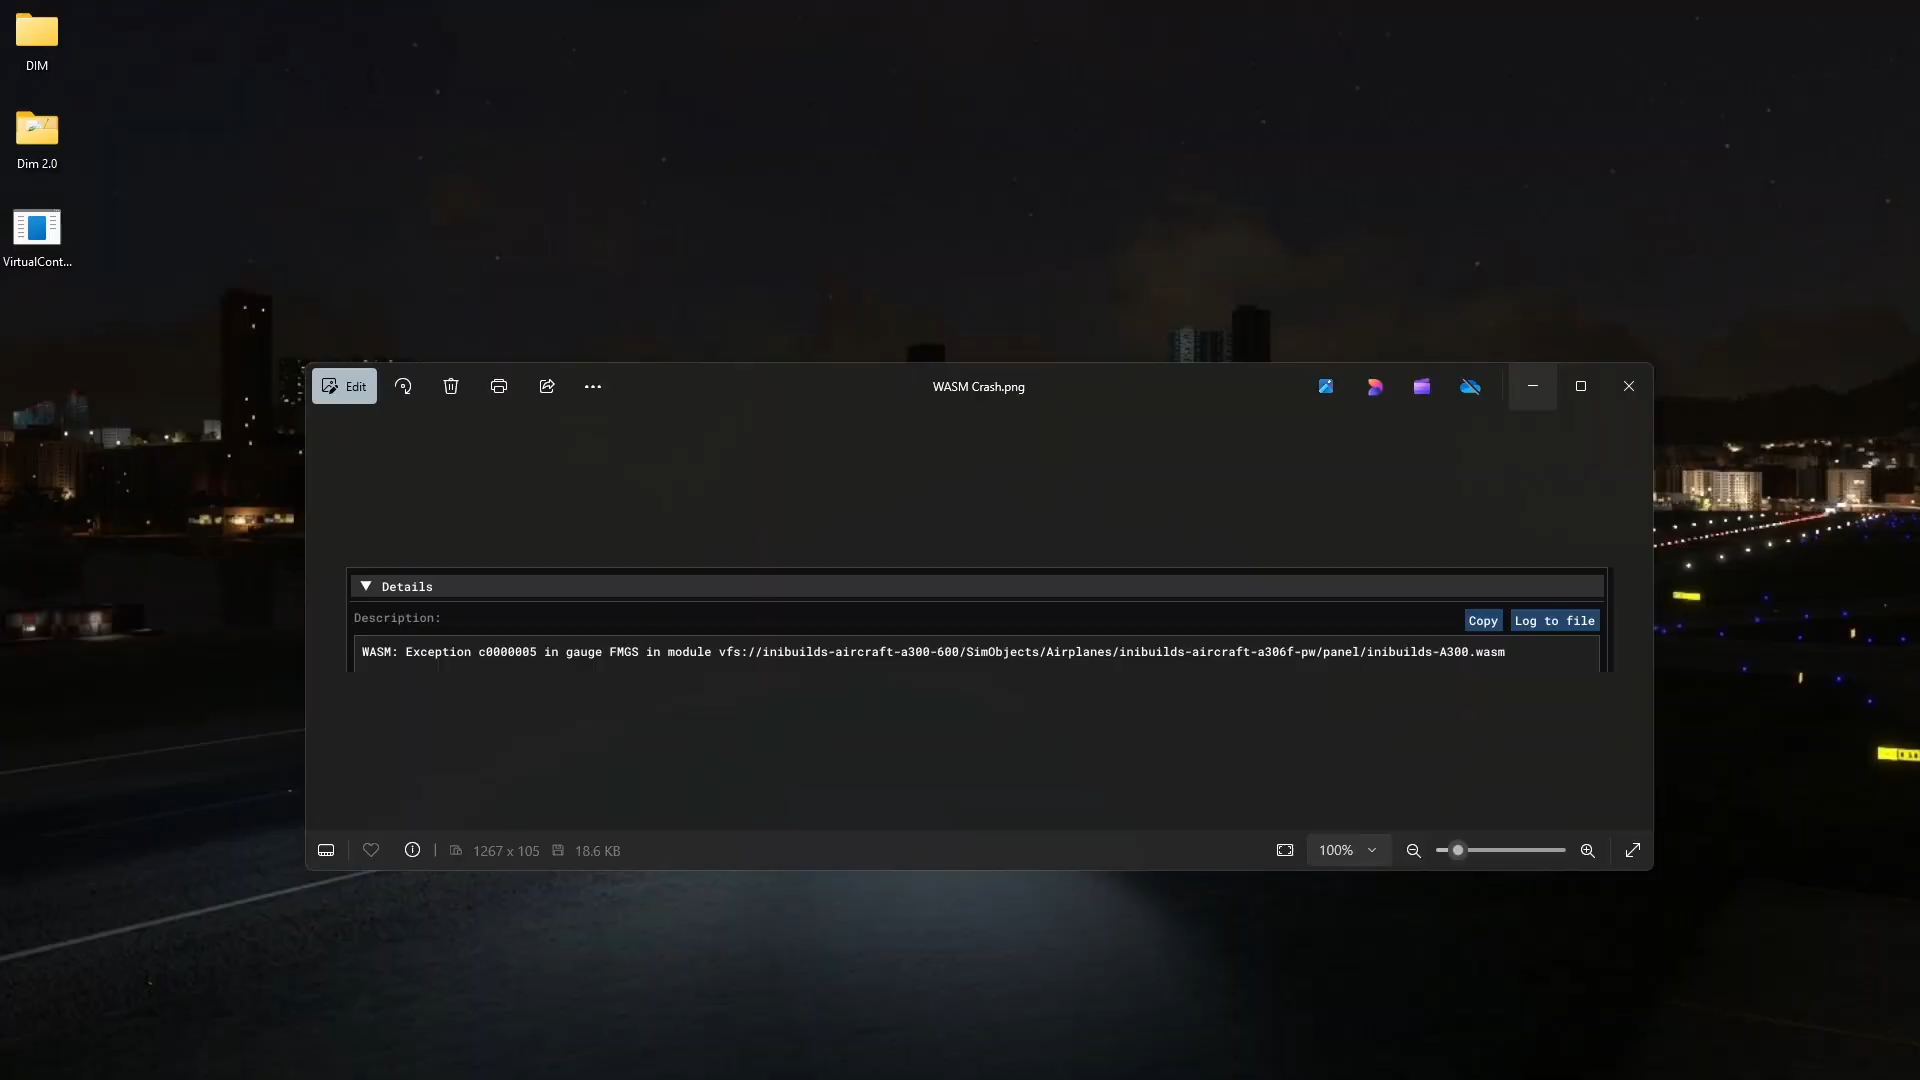 DIM
Dim 2.0
VirtualCont...
Edit
WASM Crash.png
Details
Description:
Copy
Log to file
WASM: Exception c0000005 in gauge FMGS in module vfs://inibuilds-aircraft-a300-600/SimObjects/Airplanes/inibuilds-aircraft-a306f-pw/panel/inibuilds-A300.wasm
1267 x 105
18.6 KB
100%